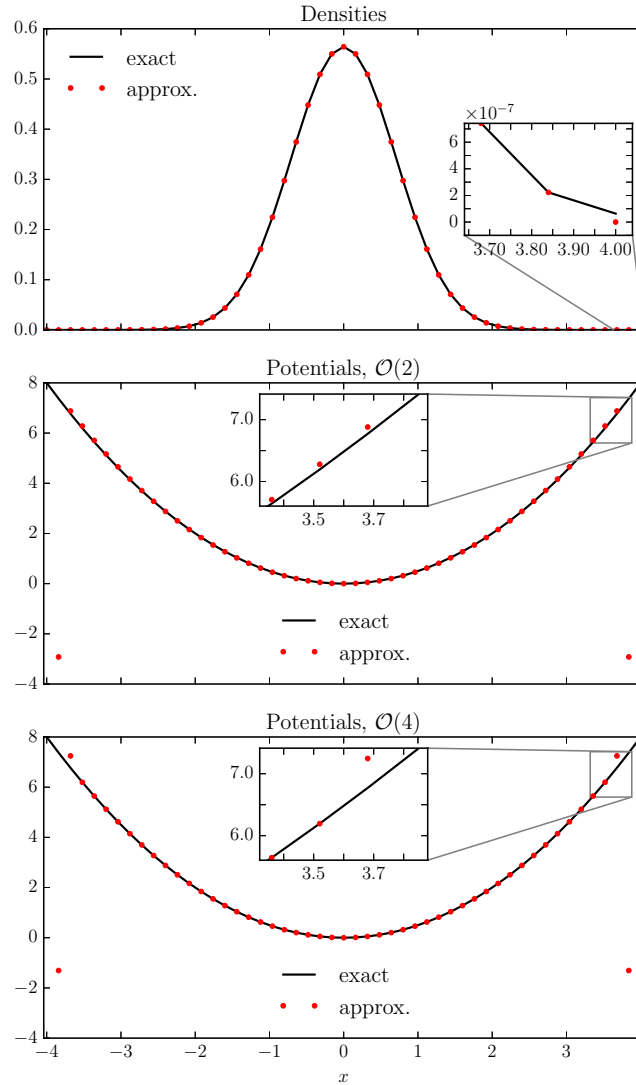 Densities
0.6
0.5
0.4
0.3
0.2
0.1
0.0
exact
approx.
×10⁻⁷
6
4
2
0
3.70 3.80 3.90 4.00
Potentials, 𝒪(2)
8
6
4
2
0
−2
−4
7.0
6.0
3.5 3.7
exact
approx.
Potentials, 𝒪(4)
8
6
4
2
0
−2
−4
7.0
6.0
3.5 3.7
exact
approx.
−4 −3 −2 −1 0 1 2 3
x